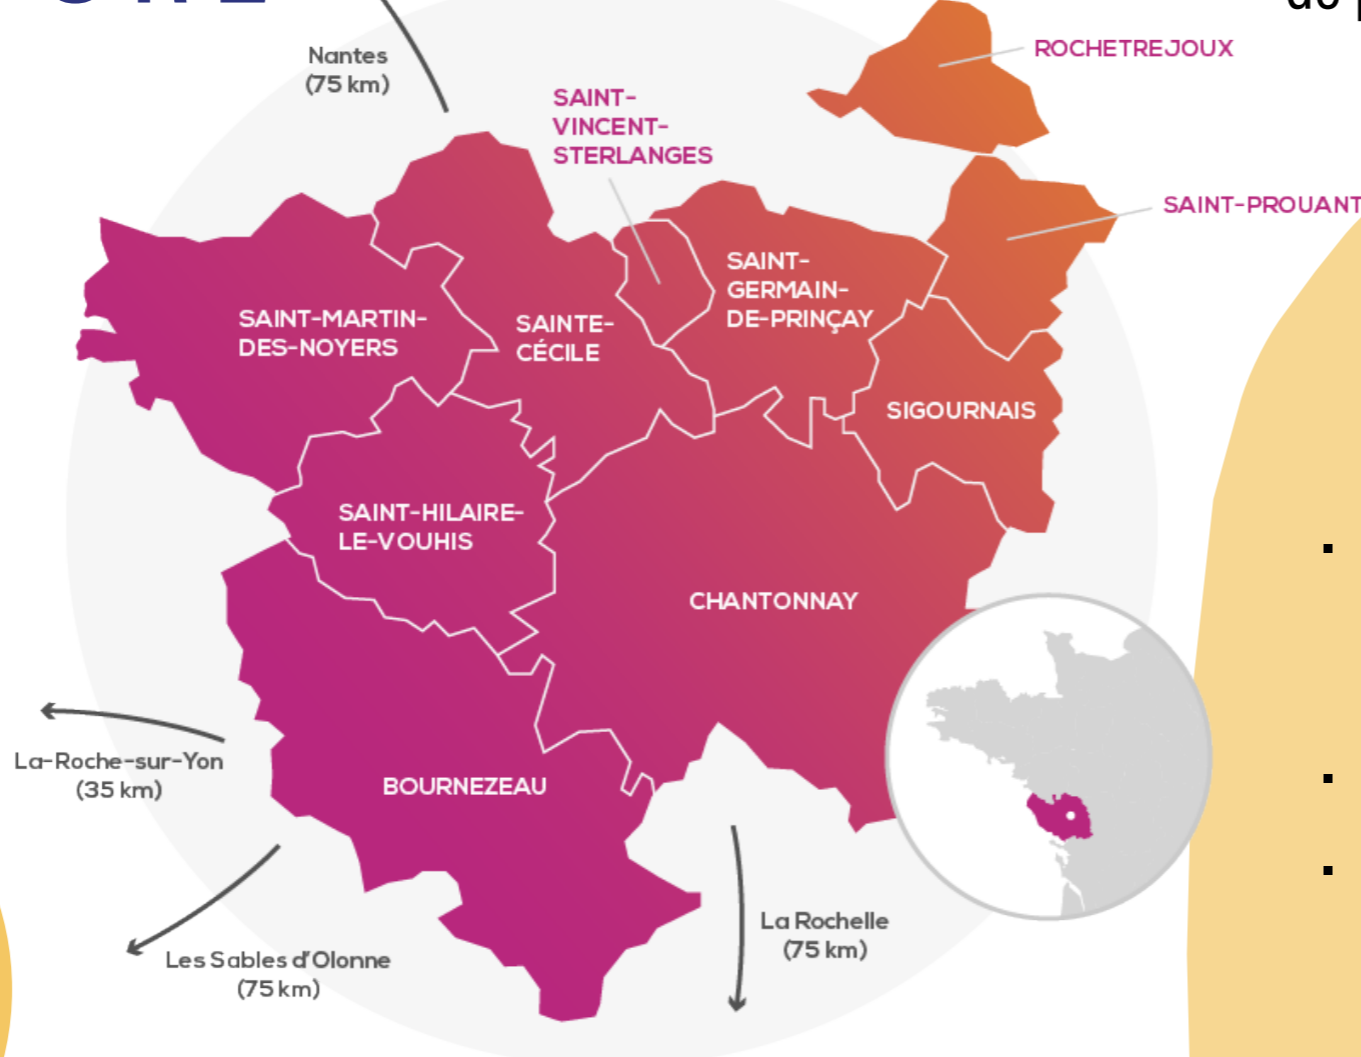 Nantes
(75 km)
ROCHETREJOUX
SAINT-
VINCENT-
STERLANGES
SAINT-PROUANT
SAINT-
GERMAIN-
DE-PRINÇAY
SAINT-MARTIN-
DES-NOYERS
SAINTE-
CÉCILE
SIGOURNAIS
SAINT-HILAIRE-
LE-VOUHIS
CHANTONNAY
La-Roche-sur-Yon
(35 km)
BOURNEZEAU
La Rochelle
(75 km)
Les Sables d'Olonne
(75 km)